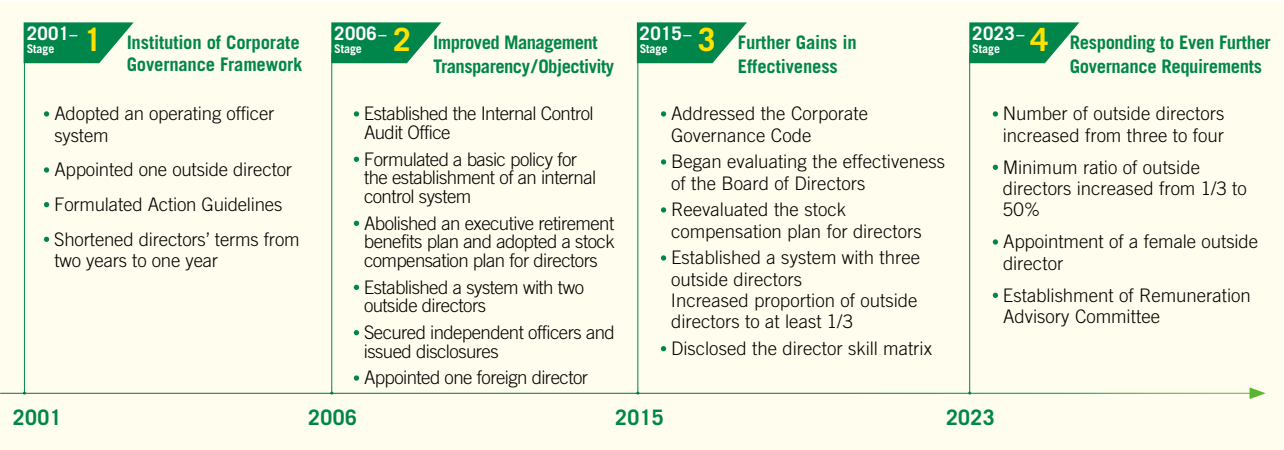 2001–
Stage
1
Institution of Corporate
Governance Framework
• Adopted an operating officer
system
• Appointed one outside director
• Formulated Action Guidelines
• Shortened directors’ terms from
two years to one year
2006–
Stage
2
Improved Management
Transparency/Objectivity
• Established the Internal Control
Audit Office
• Formulated a basic policy for
the establishment of an internal
control system
• Abolished an executive retirement
benefits plan and adopted a stock
compensation plan for directors
• Established a system with two
outside directors
• Secured independent officers and
issued disclosures
• Appointed one foreign director
2015–
Stage
3
Further Gains in
Effectiveness
• Addressed the Corporate
Governance Code
• Began evaluating the effectiveness
of the Board of Directors
• Reevaluated the stock
compensation plan for directors
• Established a system with three
outside directors
Increased proportion of outside
directors to at least 1/3
• Disclosed the director skill matrix
2023–
Stage
4
Responding to Even Further
Governance Requirements
• Number of outside directors
increased from three to four
• Minimum ratio of outside
directors increased from 1/3 to
50%
• Appointment of a female outside
director
• Establishment of Remuneration
Advisory Committee
2001
2006
2015
2023